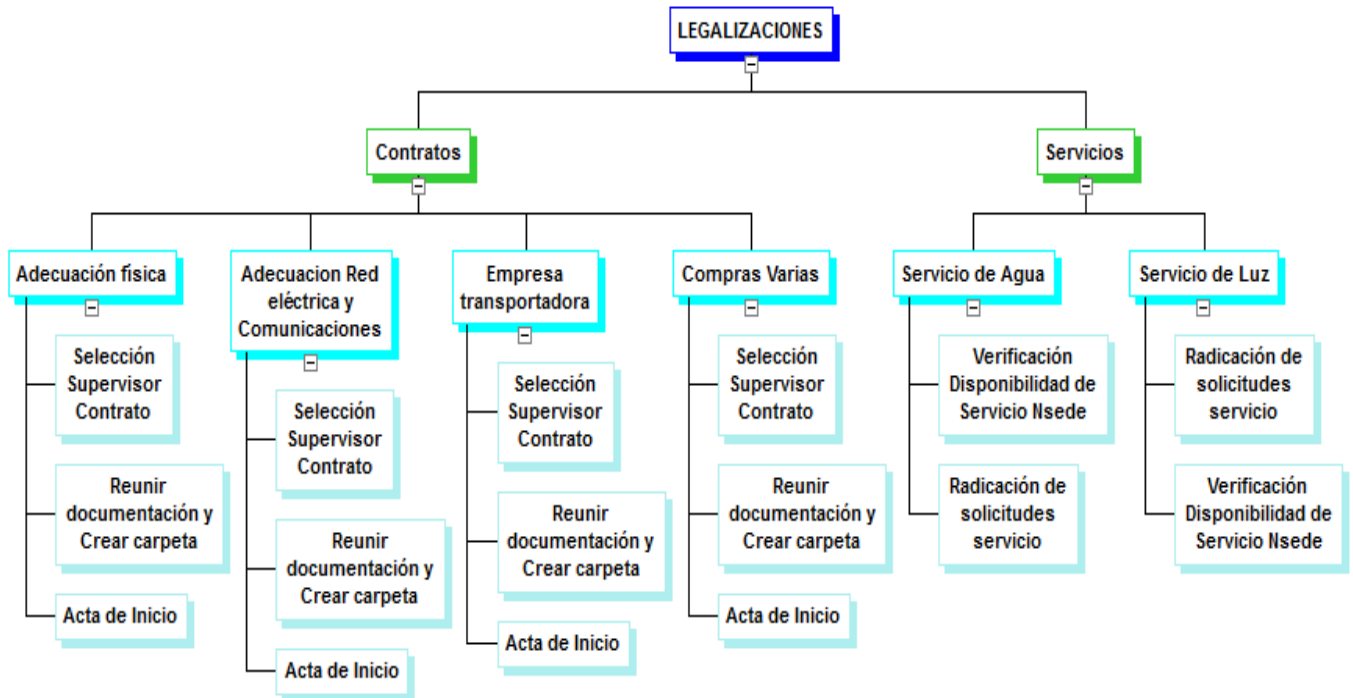 LEGALIZACIONES
Contratos
Servicios
Adecuación física
Adecuacion Red
eléctrica y
Comunicaciones
Empresa
transportadora
Compras Varias
Servicio de Agua
Servicio de Luz
Selección
Supervisor
Contrato
Reunir
documentación y
Crear carpeta
Acta de Inicio
Selección
Supervisor
Contrato
Reunir
documentación y
Crear carpeta
Acta de Inicio
Selección
Supervisor
Contrato
Reunir
documentación y
Crear carpeta
Acta de Inicio
Selección
Supervisor
Contrato
Reunir
documentación y
Crear carpeta
Acta de Inicio
Verificación
Disponibilidad de
Servicio Nsede
Radicación de
solicitudes
servicio
Radicación de
solicitudes
servicio
Verificación
Disponibilidad de
Servicio Nsede